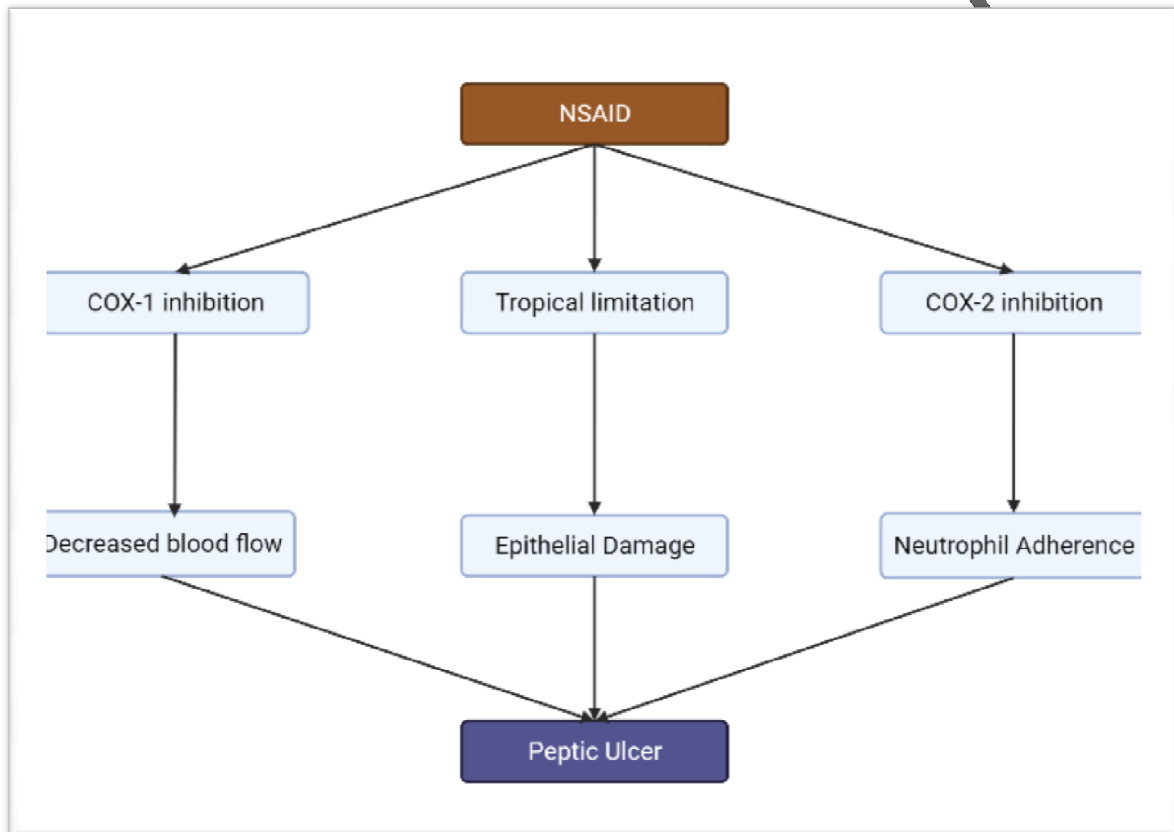 NSAID
COX-1 inhibition
Tropical limitation
COX-2 inhibition
Decreased blood flow
Epithelial Damage
Neutrophil Adherence
Peptic Ulcer